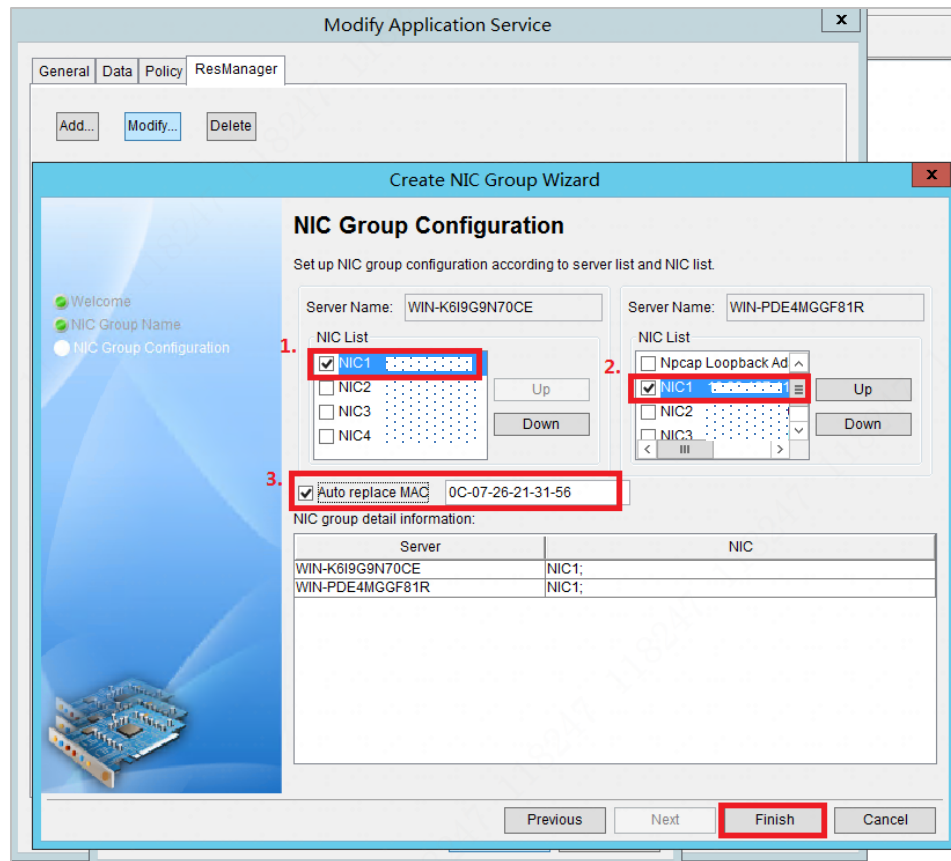 Modify Application Service
x
General Data Policy ResManager
Add... Modify... Delete
Create NIC Group Wizard
x
NIC Group Configuration
Set up NIC group configuration according to server list and NIC list.
Welcome
NIC Group Name
NIC Group Configuration
Server Name: WIN-K6I9G9N70CE
NIC List
1.
NIC1
NIC2
NIC3
NIC4
Up
Down
Server Name: WIN-PDE4MGGF81R
NIC List
2.
Npcap Loopback Ad
NIC1
NIC2
NIC3
Up
Down
3.
Auto replace MAC 0C-07-26-21-31-56
NIC group detail information:
Server NIC
WIN-K6I9G9N70CE NIC1;
WIN-PDE4MGGF81R NIC1;
Previous Next Finish Cancel